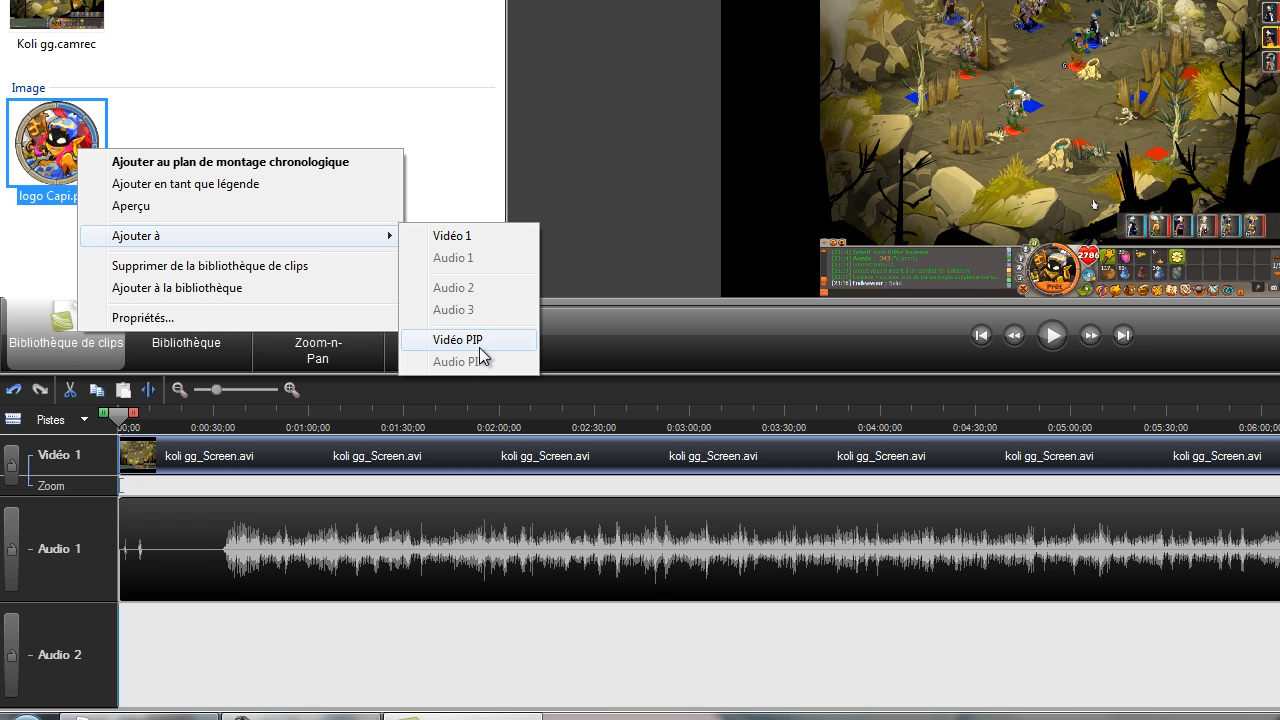 Koli gg.camrec
Image
logo Capi.p
Ajouter au plan de montage chronologique
Ajouter en tant que légende
Aperçu
Ajouter à
Supprimer de la bibliothèque de clips
Ajouter à la bibliothèque
Propriétés...
Vidéo 1
Audio 1
Audio 2
Audio 3
Vidéo PIP
Audio PIP
Prêt
Bibliothèque de clips
Bibliothèque
Zoom-n-
Pan
Pistes
00;00
0:00:30;00
0:01:00;00
0:01:30;00
0:02:00;00
0:02:30;00
0:03:00;00
0:03:30;00
0:04:00;00
0:04:30;00
0:05:00;00
0:05:30;00
0:06:00;00
Vidéo 1
koli gg_Screen.avi
koli gg_Screen.avi
koli gg_Screen.avi
koli gg_Screen.avi
koli gg_Screen.avi
koli gg_Screen.avi
koli gg_Screen.avi
Zoom
Audio 1
Audio 2